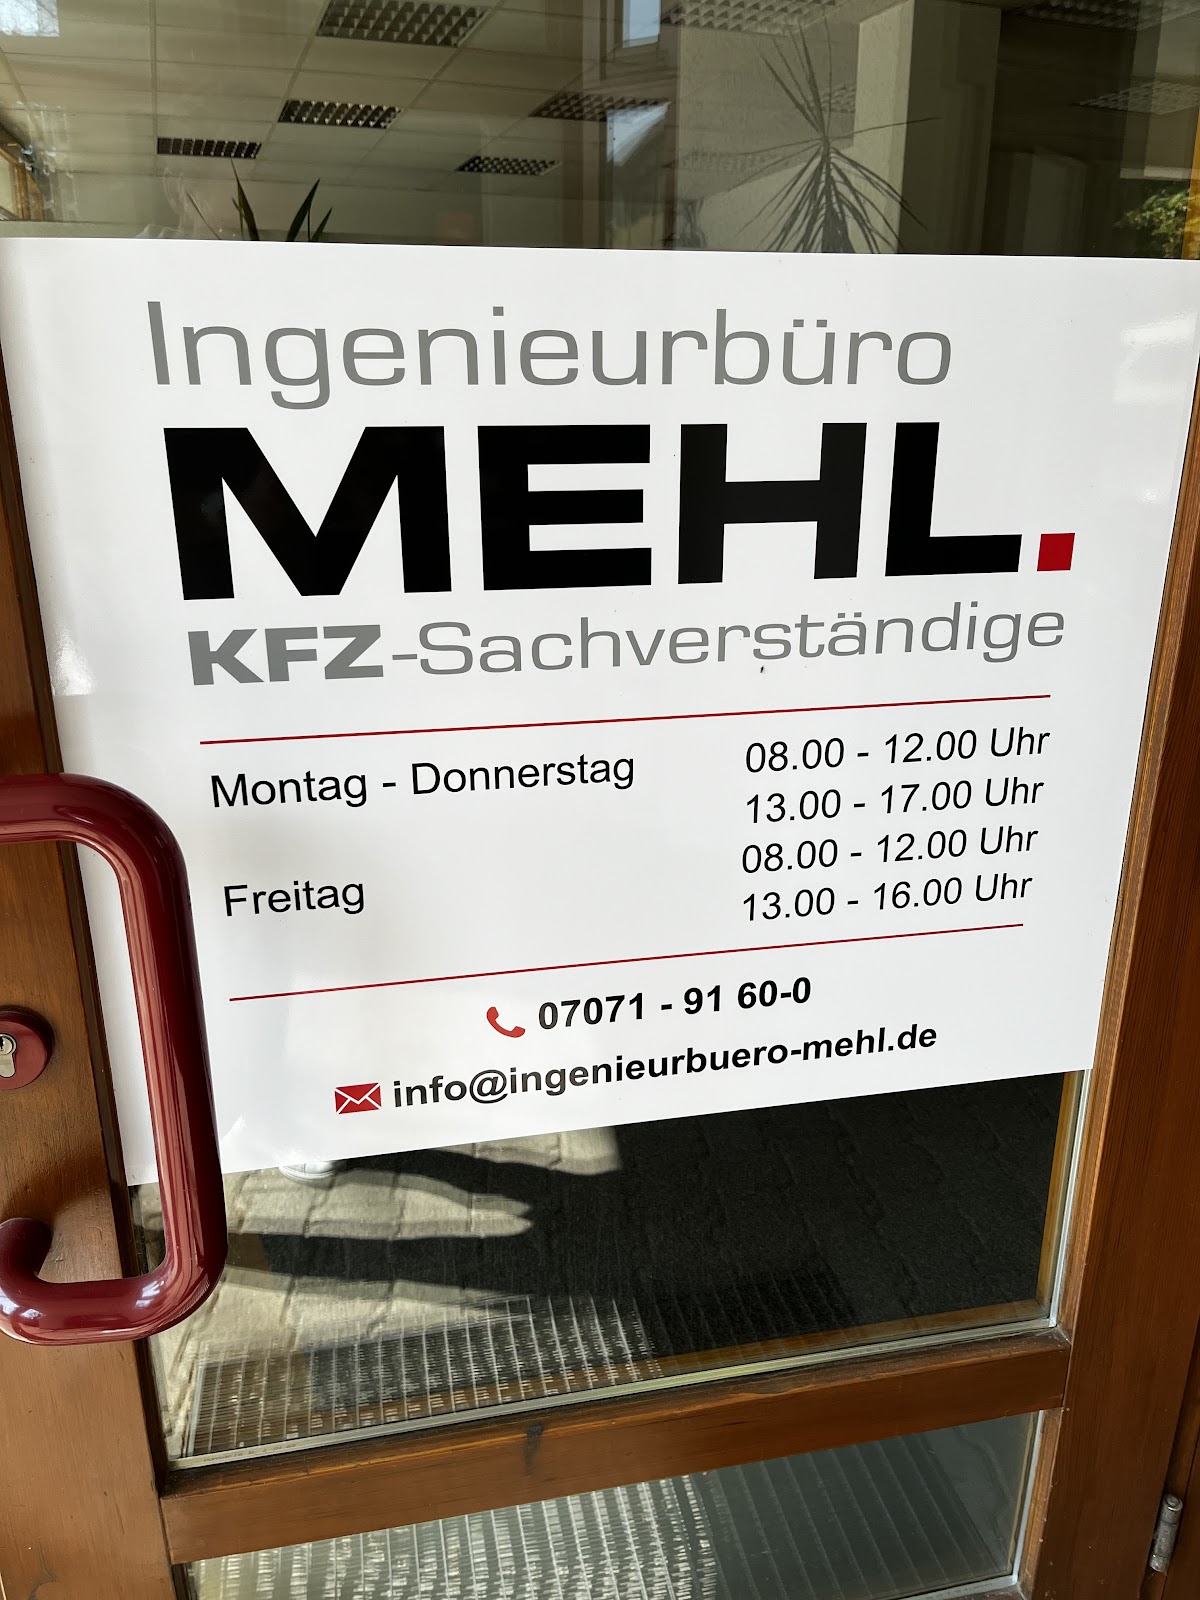 Ingenieurbüro
MEHL.
KFZ-Sachverständige
Montag - Donnerstag 08.00 - 12.00 Uhr
13.00 - 17.00 Uhr
08.00 - 12.00 Uhr
Freitag 13.00 - 16.00 Uhr
07071 - 91 60-0
info@ingenieurbuero-mehl.de